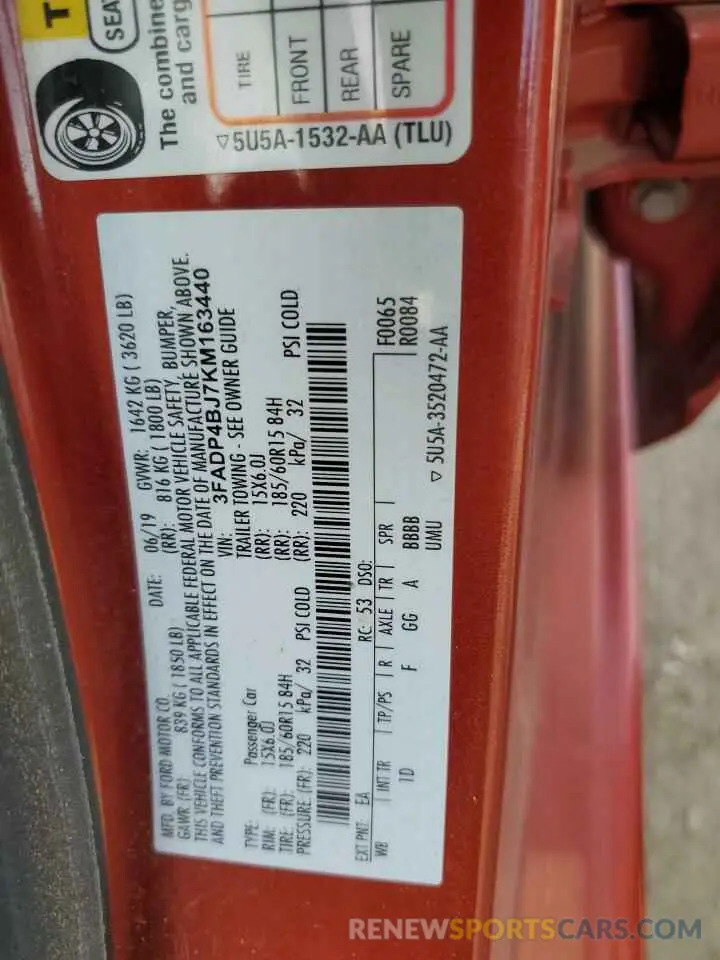 T
SEAT
The combine
and carg
TIRE
FRONT
REAR
SPARE
▽5U5A-1532-AA (TLU)
MFD. BY FORD MOTOR CO.
DATE: 06/19 GVWR: 1642 KG ( 3620 LB)
GAWR: (FR): 839 KG ( 1850 LB) (RR): 816 KG ( 1800 LB)
THIS VEHICLE CONFORMS TO ALL APPLICABLE FEDERAL MOTOR VEHICLE SAFETY, BUMPER,
AND THEFT PREVENTION STANDARDS IN EFFECT ON THE DATE OF MANUFACTURE SHOWN ABOVE.
VIN: 3FADP4BJ7KM163440
TYPE: Passenger Car TRAILER TOWING - SEE OWNER GUIDE
RIM: (FR): 15X6.0J (RR): 15X6.0J
TIRE: (FR): 185/60R15 84H (RR): 185/60R15 84H
PRESSURE: (FR): 220 kPa/ 32 PSI COLD (RR): 220 kPa/ 32 PSI COLD
EXT PNT: EA RC: 53 DSO: F0065
WB INT TR TP/PS R AXLE TR SPR R0084
1D F GG A BBBB
UMU
▽ 5U5A-3520472-AA
RENEWSPORTSCARS.COM